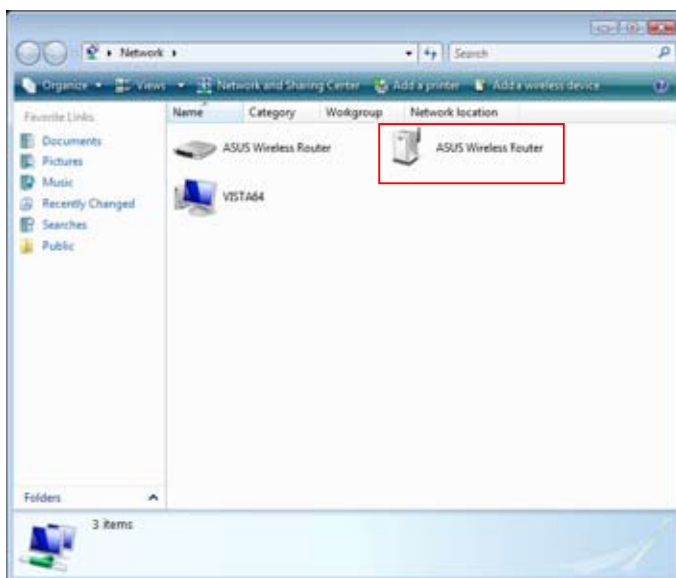 Network
Search
Organize Views Network and Sharing Center Add a printer Add a wireless device
Favorite Links
Name Category Workgroup Network location
Documents
Pictures
Music
Recently Changed
Searches
Public
ASUS Wireless Router
ASUS Wireless Router
VISTA64
Folders
3 items